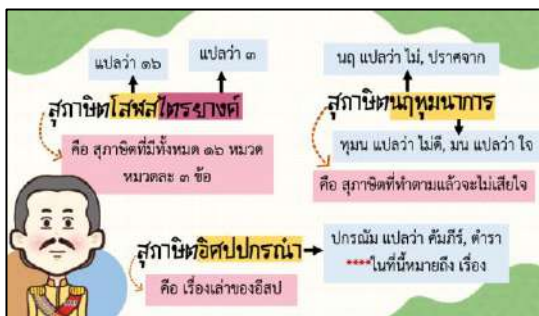 แปลว่า ๑๖
แปลว่า ๓
สุภาษิตโสฬสไตรยางค์
คือ สุภาษิตที่มีทั้งหมด ๑๖ หมวด
หมวดละ ๓ ข้อ
นฤ แปลว่า ไม่, ปราศจาก
สุภาษิตนฤทุมนาการ
ทุมน แปลว่า ไม่ดี, มน แปลว่า ใจ
คือ สุภาษิตที่ทำตามแล้วจะไม่เสียใจ
สุภาษิตอิศปปกรณำ
คือ เรื่องเล่าของอีสป
ปกรณัม แปลว่า คัมภีร์, ตำรา
****ในที่นี้หมายถึง เรื่อง